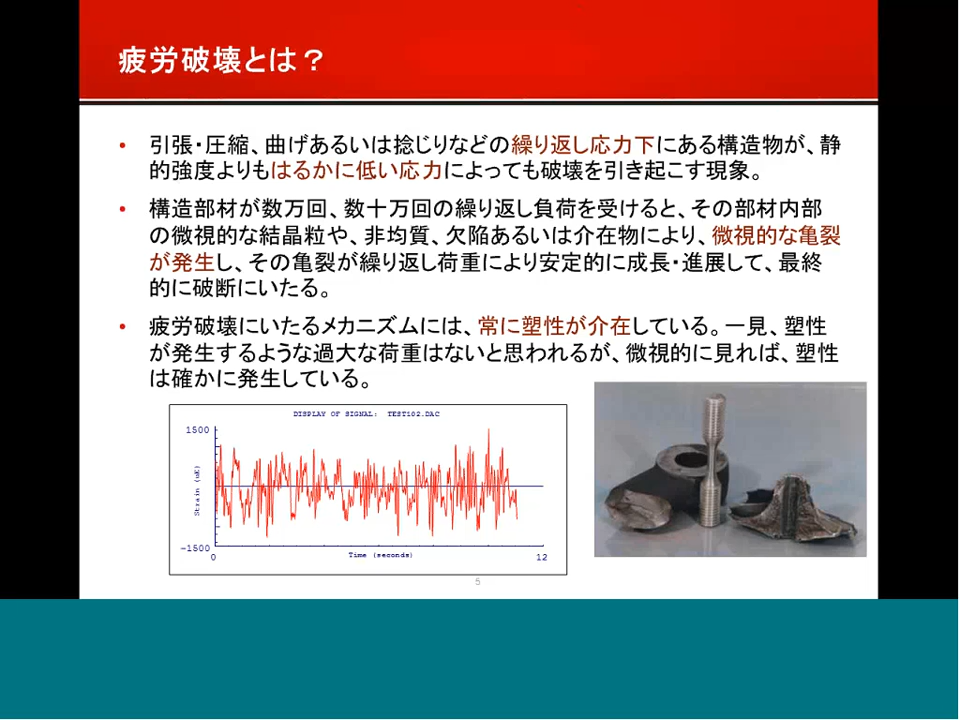 疲労破壊とは？
• 引張・圧縮、曲げあるいは捻じりなどの繰り返し応力下にある構造物が、静
的強度よりもはるかに低い応力によっても破壊を引き起こす現象。
• 構造部材が数万回、数十万回の繰り返し負荷を受けると、その部材内部
の微視的な結晶粒や、非均質、欠陥あるいは介在物により、微視的な亀裂
が発生し、その亀裂が繰り返し荷重により安定的に成長・進展して、最終
的に破断にいたる。
• 疲労破壊にいたるメカニズムには、常に塑性が介在している。一見、塑性
が発生するような過大な荷重はないと思われるが、微視的に見れば、塑性
は確かに発生している。
DISPLAY OF SIGNAL: TEST102.DAC
1500
Strain (uE)
-1500
0
Time (seconds)
12
5